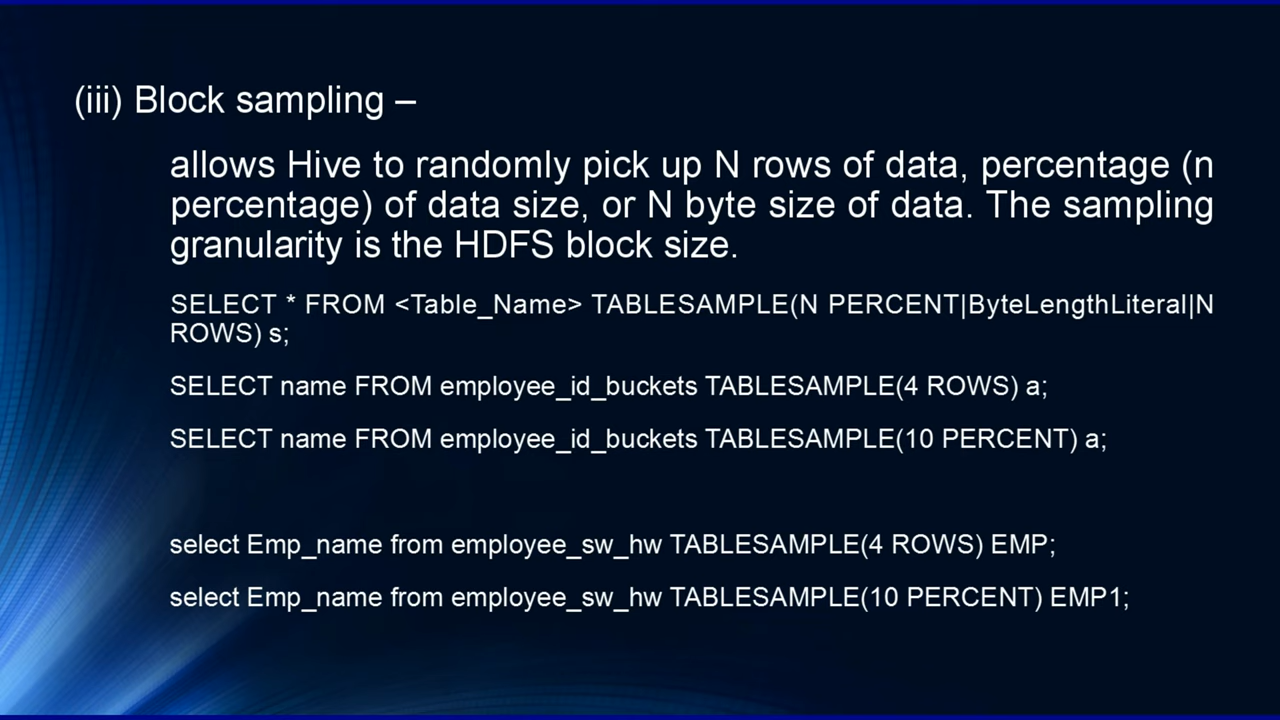 (iii) Block sampling –
allows Hive to randomly pick up N rows of data, percentage (n
percentage) of data size, or N byte size of data. The sampling
granularity is the HDFS block size.
SELECT * FROM <Table_Name> TABLESAMPLE(N PERCENT|ByteLengthLiteral|N
ROWS) s;
SELECT name FROM employee_id_buckets TABLESAMPLE(4 ROWS) a;
SELECT name FROM employee_id_buckets TABLESAMPLE(10 PERCENT) a;
select Emp_name from employee_sw_hw TABLESAMPLE(4 ROWS) EMP;
select Emp_name from employee_sw_hw TABLESAMPLE(10 PERCENT) EMP1;